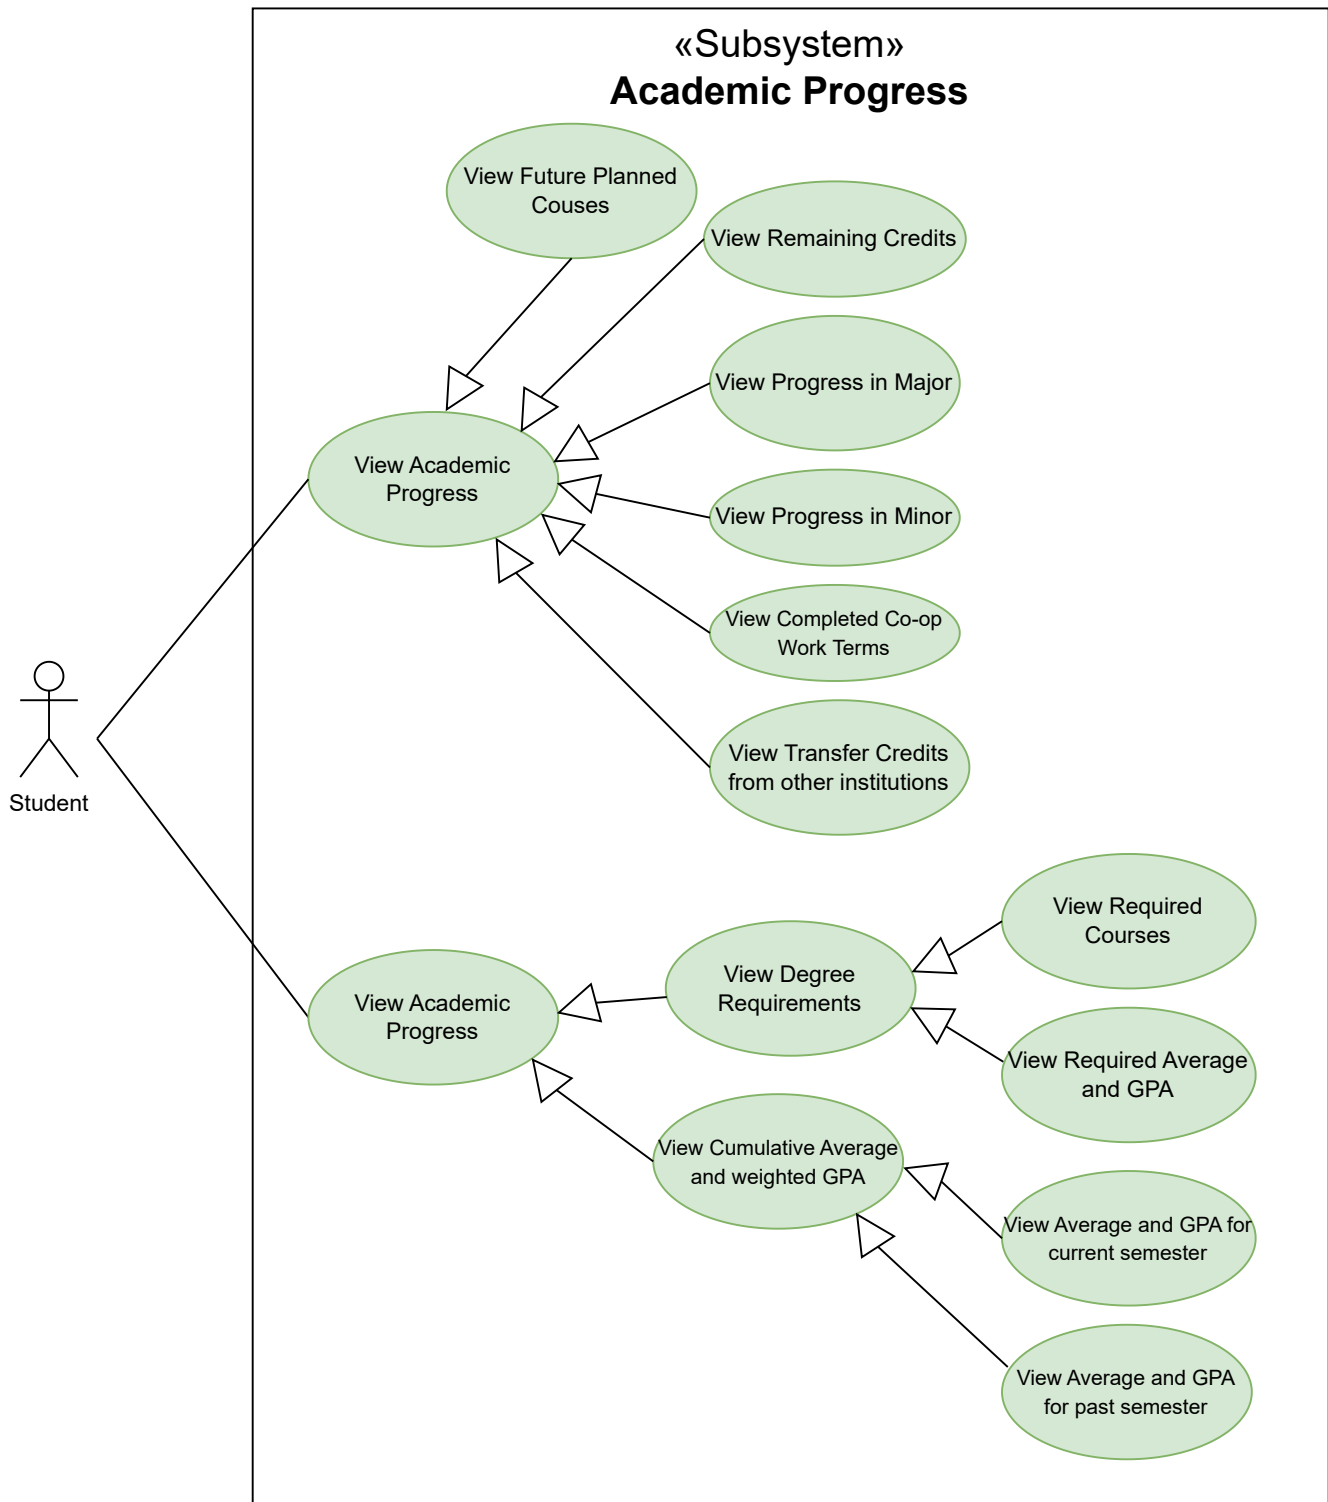 «Subsystem»
Academic Progress
View Future Planned
Couses
View Remaining Credits
View Progress in Major
View Academic
Progress
View Progress in Minor
View Completed Co-op
Work Terms
View Transfer Credits
from other institutions
Student
View Required
Courses
View Degree
Requirements
View Academic
Progress
View Required Average
and GPA
View Cumulative Average
and weighted GPA
View Average and GPA for
current semester
View Average and GPA
for past semester